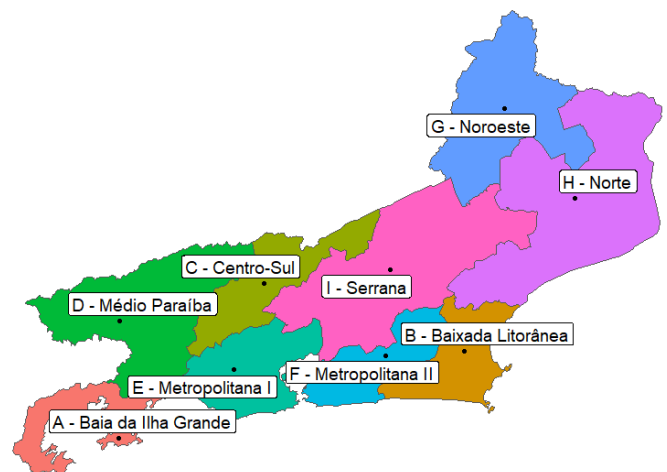 G - Noroeste
H - Norte
C - Centro-Sul
I - Serrana
D - Médio Paraíba
B - Baixada Litorânea
F - Metropolitana II
E - Metropolitana I
A - Baia da Ilha Grande